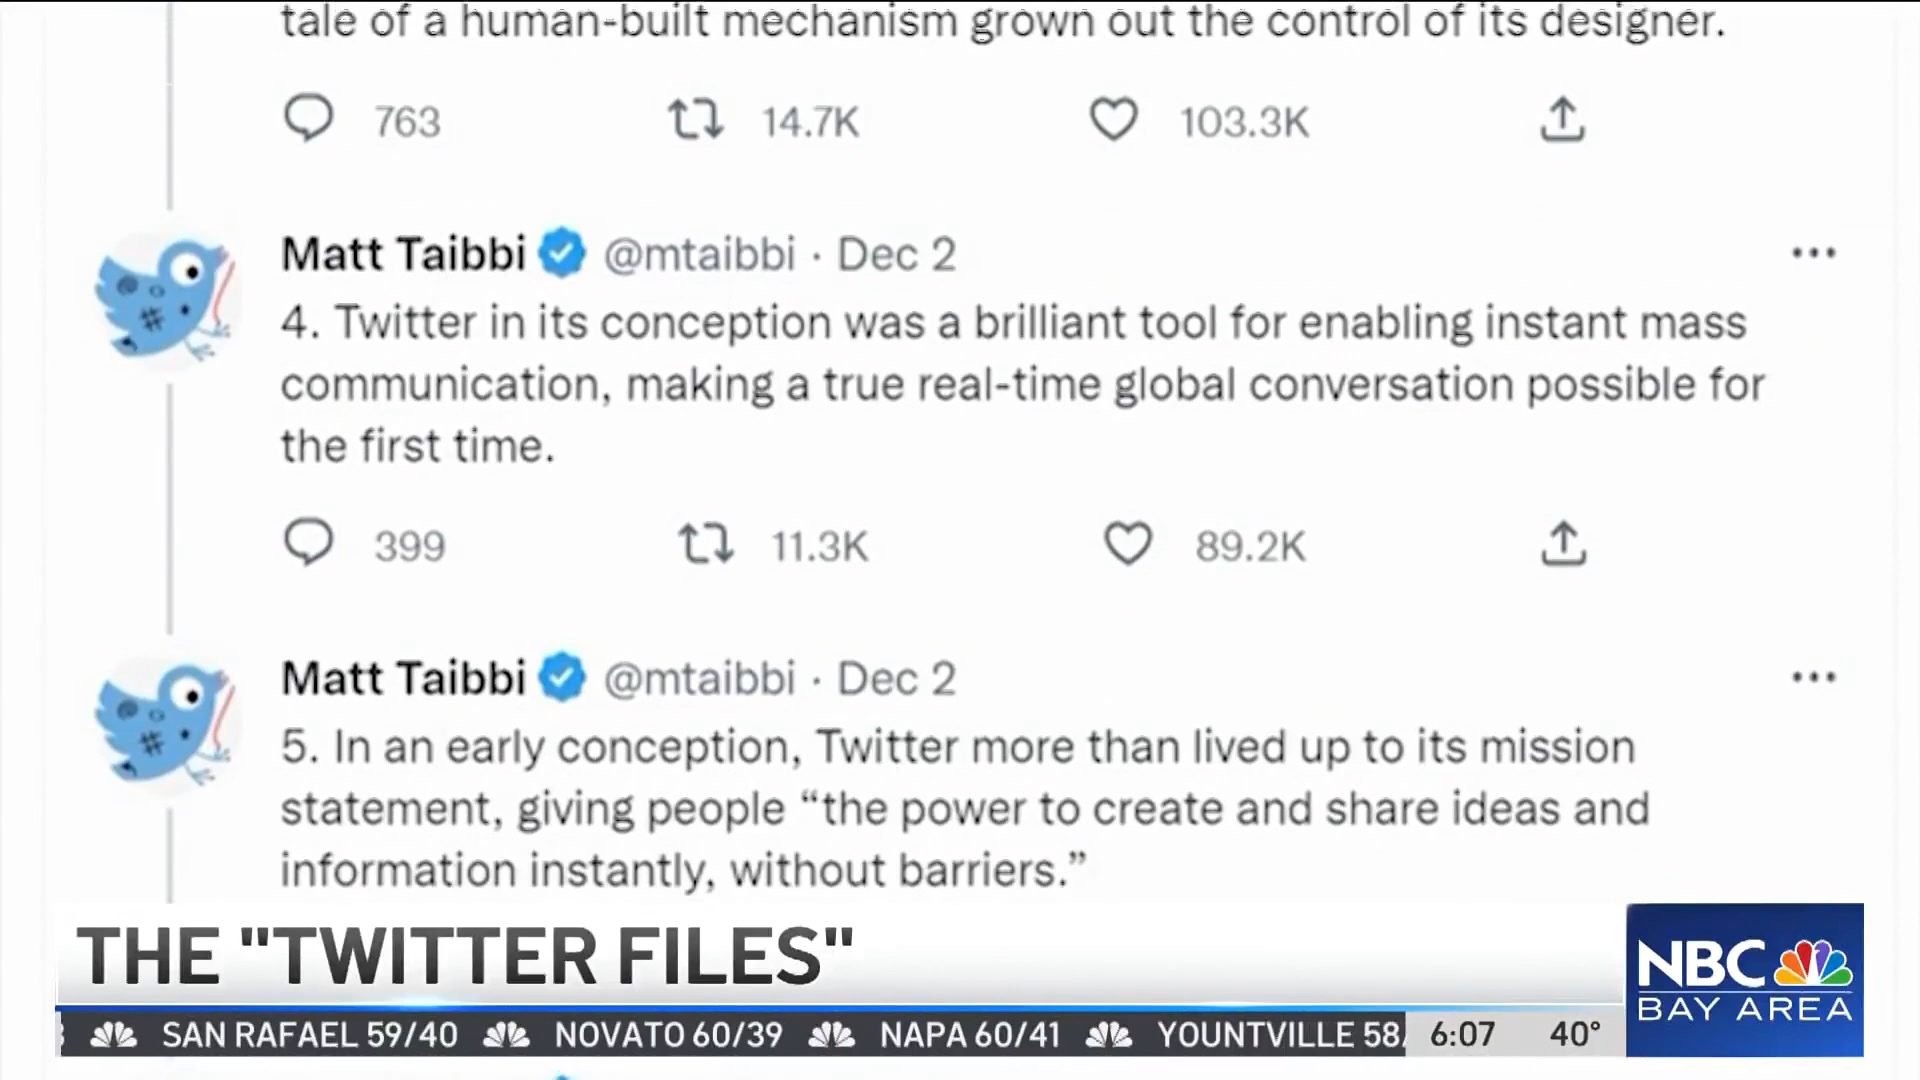 tale of a human-built mechanism grown out the control of its designer.
763 14.7K 103.3K
Matt Taibbi @mtaibbi · Dec 2 ...
4. Twitter in its conception was a brilliant tool for enabling instant mass
communication, making a true real-time global conversation possible for
the first time.
399 11.3K 89.2K
Matt Taibbi @mtaibbi · Dec 2 ...
5. In an early conception, Twitter more than lived up to its mission
statement, giving people “the power to create and share ideas and
information instantly, without barriers.”
THE "TWITTER FILES"
NBC
BAY AREA
SAN RAFAEL 59/40 NOVATO 60/39 NAPA 60/41 YOUNTVILLE 58/ 6:07 40°